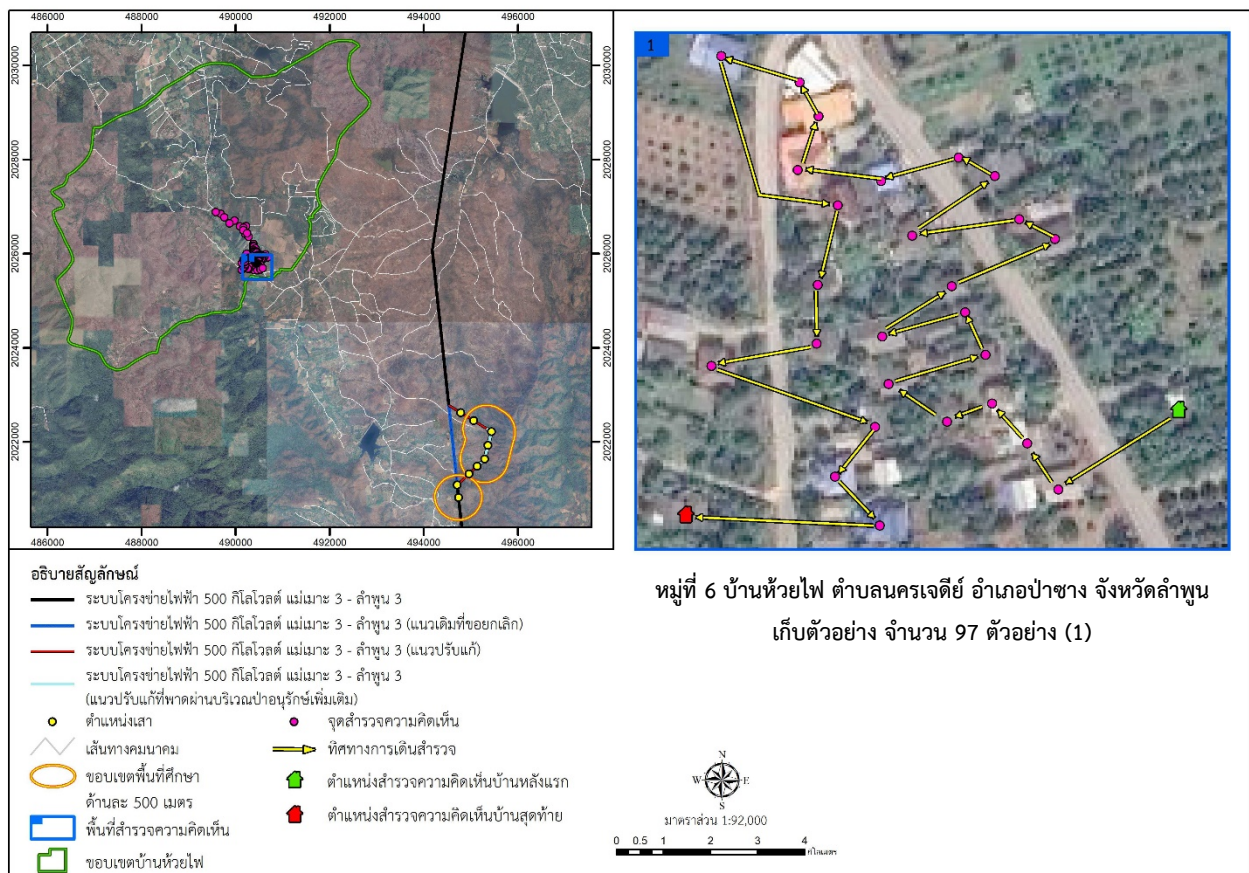 486000 488000 490000 492000 494000 496000
2030000
2028000
2026000
2024000
2022000
2030000
2028000
2026000
2024000
2022000
486000 488000 490000 492000 494000 496000
1
หมู่ที่ 6 บ้านห้วยไฟ ตำบลนครเจดีย์ อำเภอป่าซาง จังหวัดลำพูน
เก็บตัวอย่าง จำนวน 97 ตัวอย่าง (1)
อธิบายสัญลักษณ์
ระบบโครงข่ายไฟฟ้า 500 กิโลโวลต์ แม่เมาะ 3 - ลำพูน 3
ระบบโครงข่ายไฟฟ้า 500 กิโลโวลต์ แม่เมาะ 3 - ลำพูน 3 (แนวเดิมที่ขอยกเลิก)
ระบบโครงข่ายไฟฟ้า 500 กิโลโวลต์ แม่เมาะ 3 - ลำพูน 3 (แนวปรับแก้)
ระบบโครงข่ายไฟฟ้า 500 กิโลโวลต์ แม่เมาะ 3 - ลำพูน 3
(แนวปรับแก้ที่พาดผ่านบริเวณป่าอนุรักษ์เพิ่มเติม)
ตำแหน่งเสา
เส้นทางคมนาคม
ขอบเขตพื้นที่ศึกษา
ด้านละ 500 เมตร
พื้นที่สำรวจความคิดเห็น
ขอบเขตบ้านห้วยไฟ
จุดสำรวจความคิดเห็น
ทิศทางการเดินสำรวจ
ตำแหน่งสำรวจความคิดเห็นบ้านหลังแรก
ตำแหน่งสำรวจความคิดเห็นบ้านสุดท้าย
N
W E
S
มาตราส่วน 1:92,000
0 0.5 1 2 3 4
กิโลเมตร